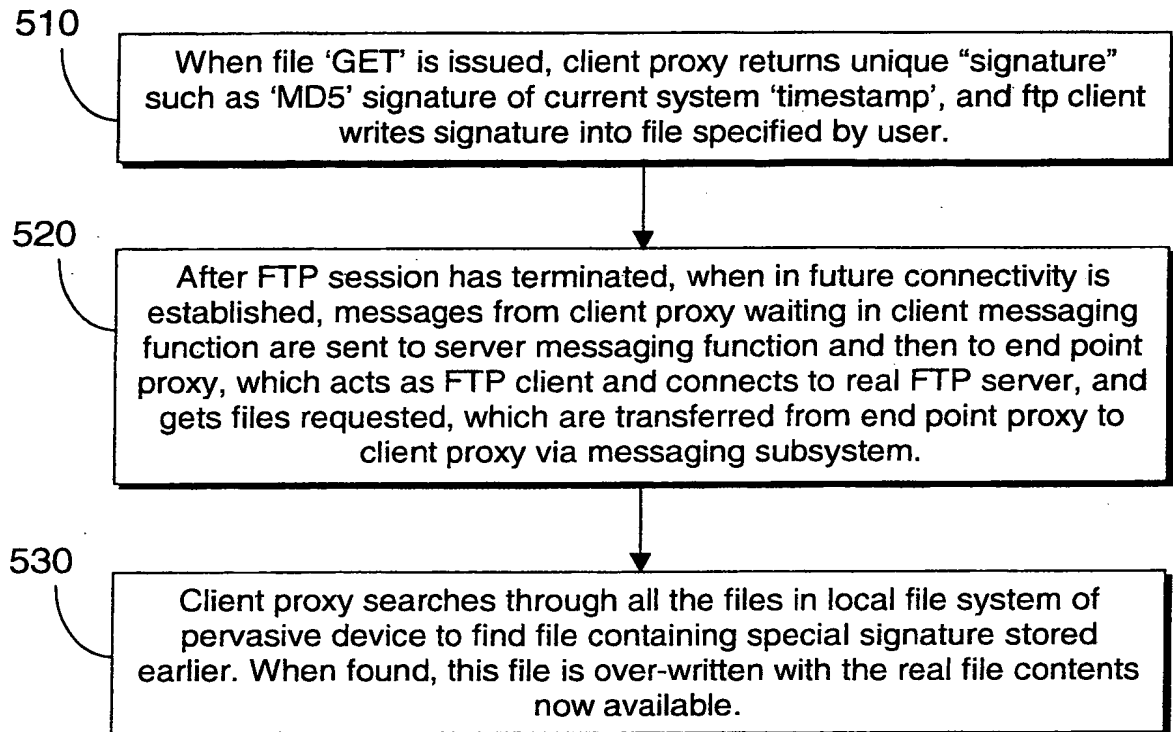 510
When file 'GET' is issued, client proxy returns unique “signature”
such as 'MD5' signature of current system 'timestamp', and ftp client
writes signature into file specified by user.
520
After FTP session has terminated, when in future connectivity is
established, messages from client proxy waiting in client messaging
function are sent to server messaging function and then to end point
proxy, which acts as FTP client and connects to real FTP server, and
gets files requested, which are transferred from end point proxy to
client proxy via messaging subsystem.
530
Client proxy searches through all the files in local file system of
pervasive device to find file containing special signature stored
earlier. When found, this file is over-written with the real file contents
now available.